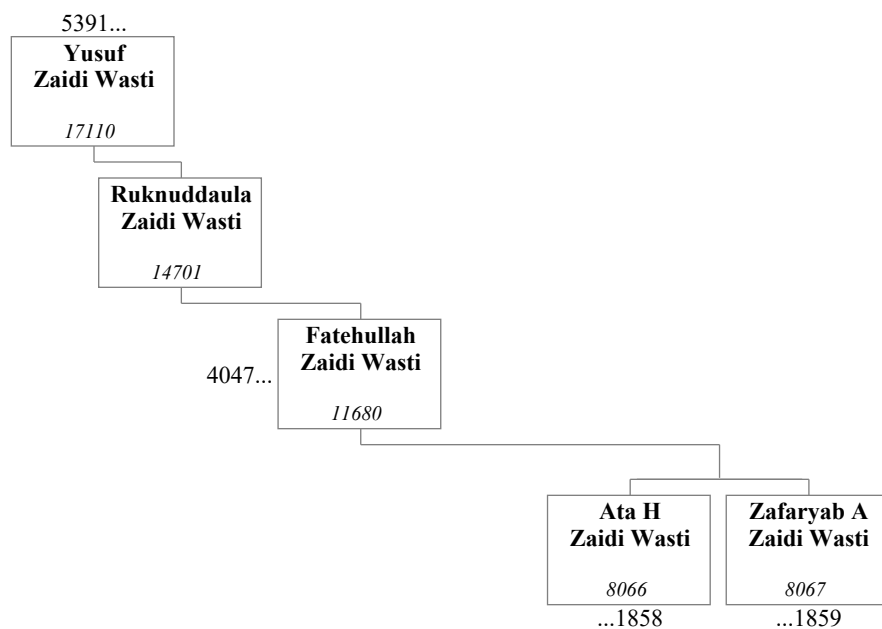 5391...
Yusuf
Zaidi Wasti
17110
Ruknuddaula
Zaidi Wasti
14701
4047...
Fatehullah
Zaidi Wasti
11680
Ata H
Zaidi Wasti
8066
...1858
Zafaryab A
Zaidi Wasti
8067
...1859